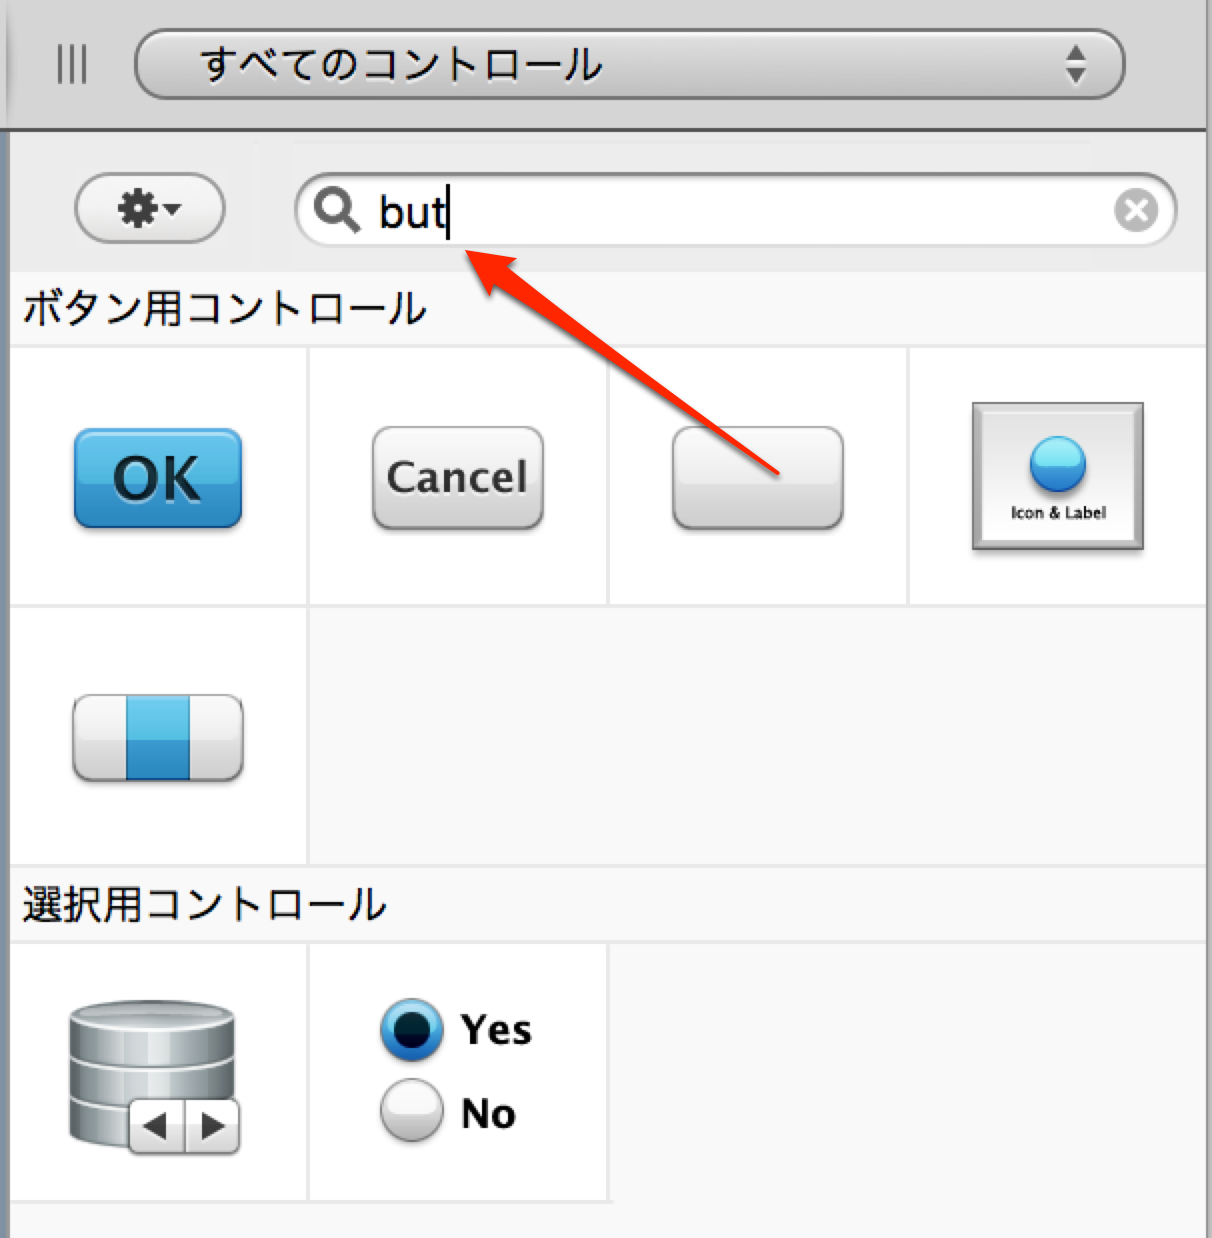 すべてのコントロール
but
ボタン用コントロール
OK
Cancel
Icon & Label
選択用コントロール
Yes
No